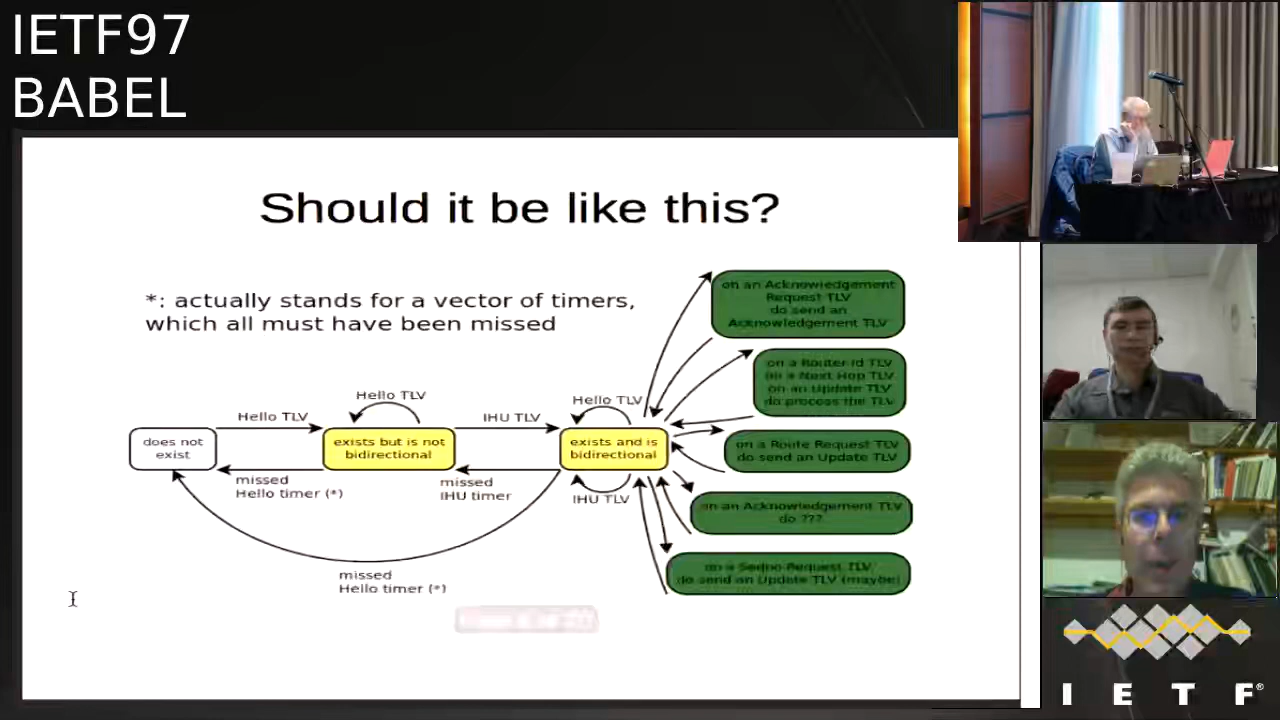 IETF97
BABEL
Should it be like this?
*: actually stands for a vector of timers,
which all must have been missed
on an Acknowledgement
Request TLV
do send an
Acknowledgement TLV
on a Router-Id TLV
on a Next Hop TLV
on an Update TLV
do process the TLV
Hello TLV
Hello TLV
Hello TLV
IHU TLV
does not
exist
exists but is not
bidirectional
exists and is
bidirectional
on a Route Request TLV
do send an Update TLV
missed
Hello timer (*)
missed
IHU timer
IHU TLV
on an Acknowledgement TLV
do ???
on a Seqno Request TLV
do send an Update TLV (maybe)
missed
Hello timer (*)
I E T F®